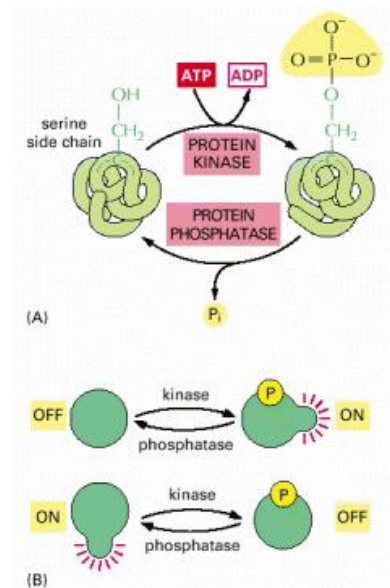 O⁻
O=P—O⁻
O
CH₂
OH
CH₂
serine
side chain
ATP ADP
PROTEIN
KINASE
PROTEIN
PHOSPHATASE
Pᵢ
(A)
OFF
kinase
phosphatase
P
ON
ON
kinase
phosphatase
P
OFF
(B)